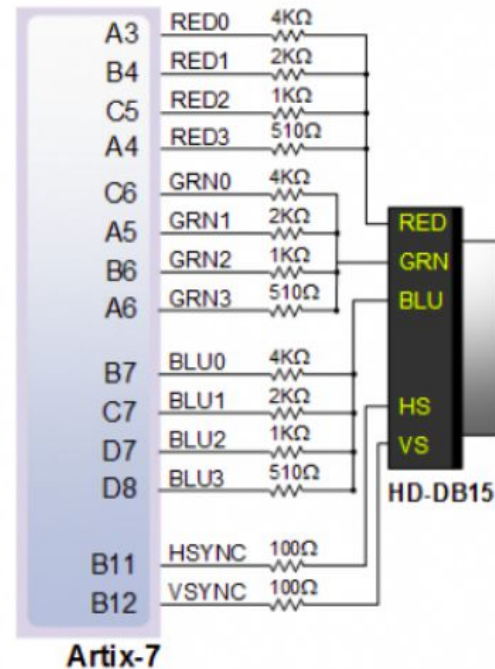 A3 RED0 4KΩ
B4 RED1 2KΩ
C5 RED2 1KΩ
A4 RED3 510Ω
C6 GRN0 4KΩ
A5 GRN1 2KΩ
B6 GRN2 1KΩ
A6 GRN3 510Ω
B7 BLU0 4KΩ
C7 BLU1 2KΩ
D7 BLU2 1KΩ
D8 BLU3 510Ω
B11 HSYNC 100Ω
B12 VSYNC 100Ω
Artix-7
RED
GRN
BLU
HS
VS
HD-DB15